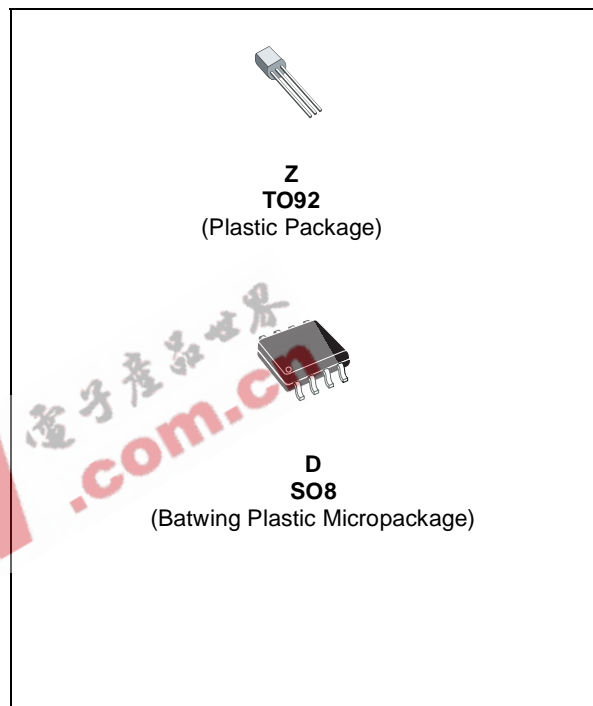 Z
TO92
(Plastic Package)
電子產品世界
.com.cn
D
SO8
(Batwing Plastic Micropackage)